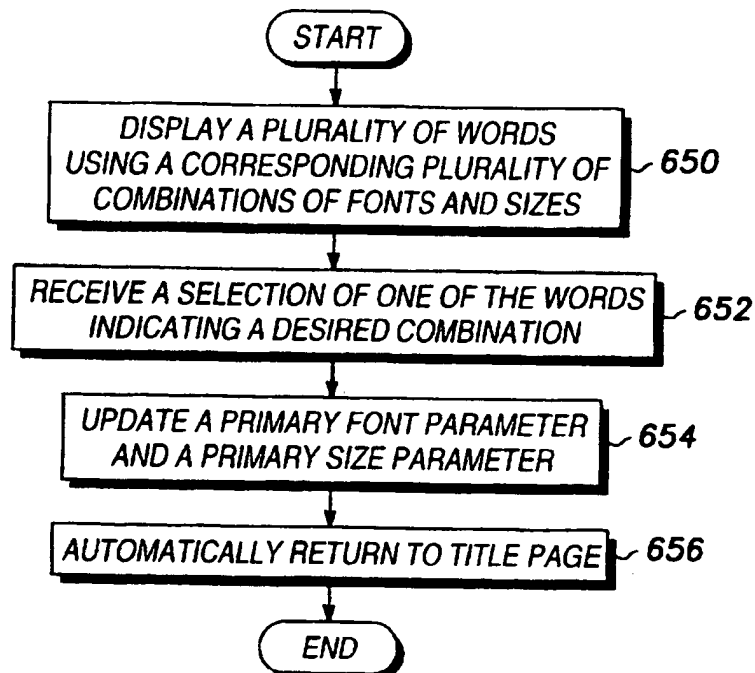 START
DISPLAY A PLURALITY OF WORDS
USING A CORRESPONDING PLURALITY OF
COMBINATIONS OF FONTS AND SIZES
650
RECEIVE A SELECTION OF ONE OF THE WORDS
INDICATING A DESIRED COMBINATION
652
UPDATE A PRIMARY FONT PARAMETER
AND A PRIMARY SIZE PARAMETER
654
AUTOMATICALLY RETURN TO TITLE PAGE
656
END